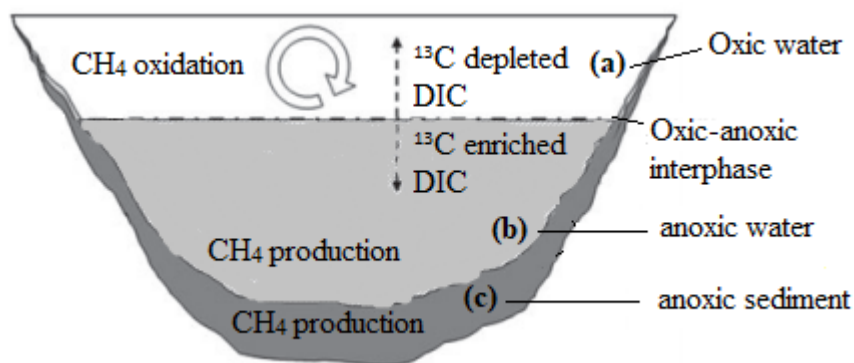 CH₄ oxidation
¹³C depleted
DIC
(a)
Oxic water
Oxic-anoxic
interphase
¹³C enriched
DIC
(b)
anoxic water
CH₄ production
(c)
anoxic sediment
CH₄ production